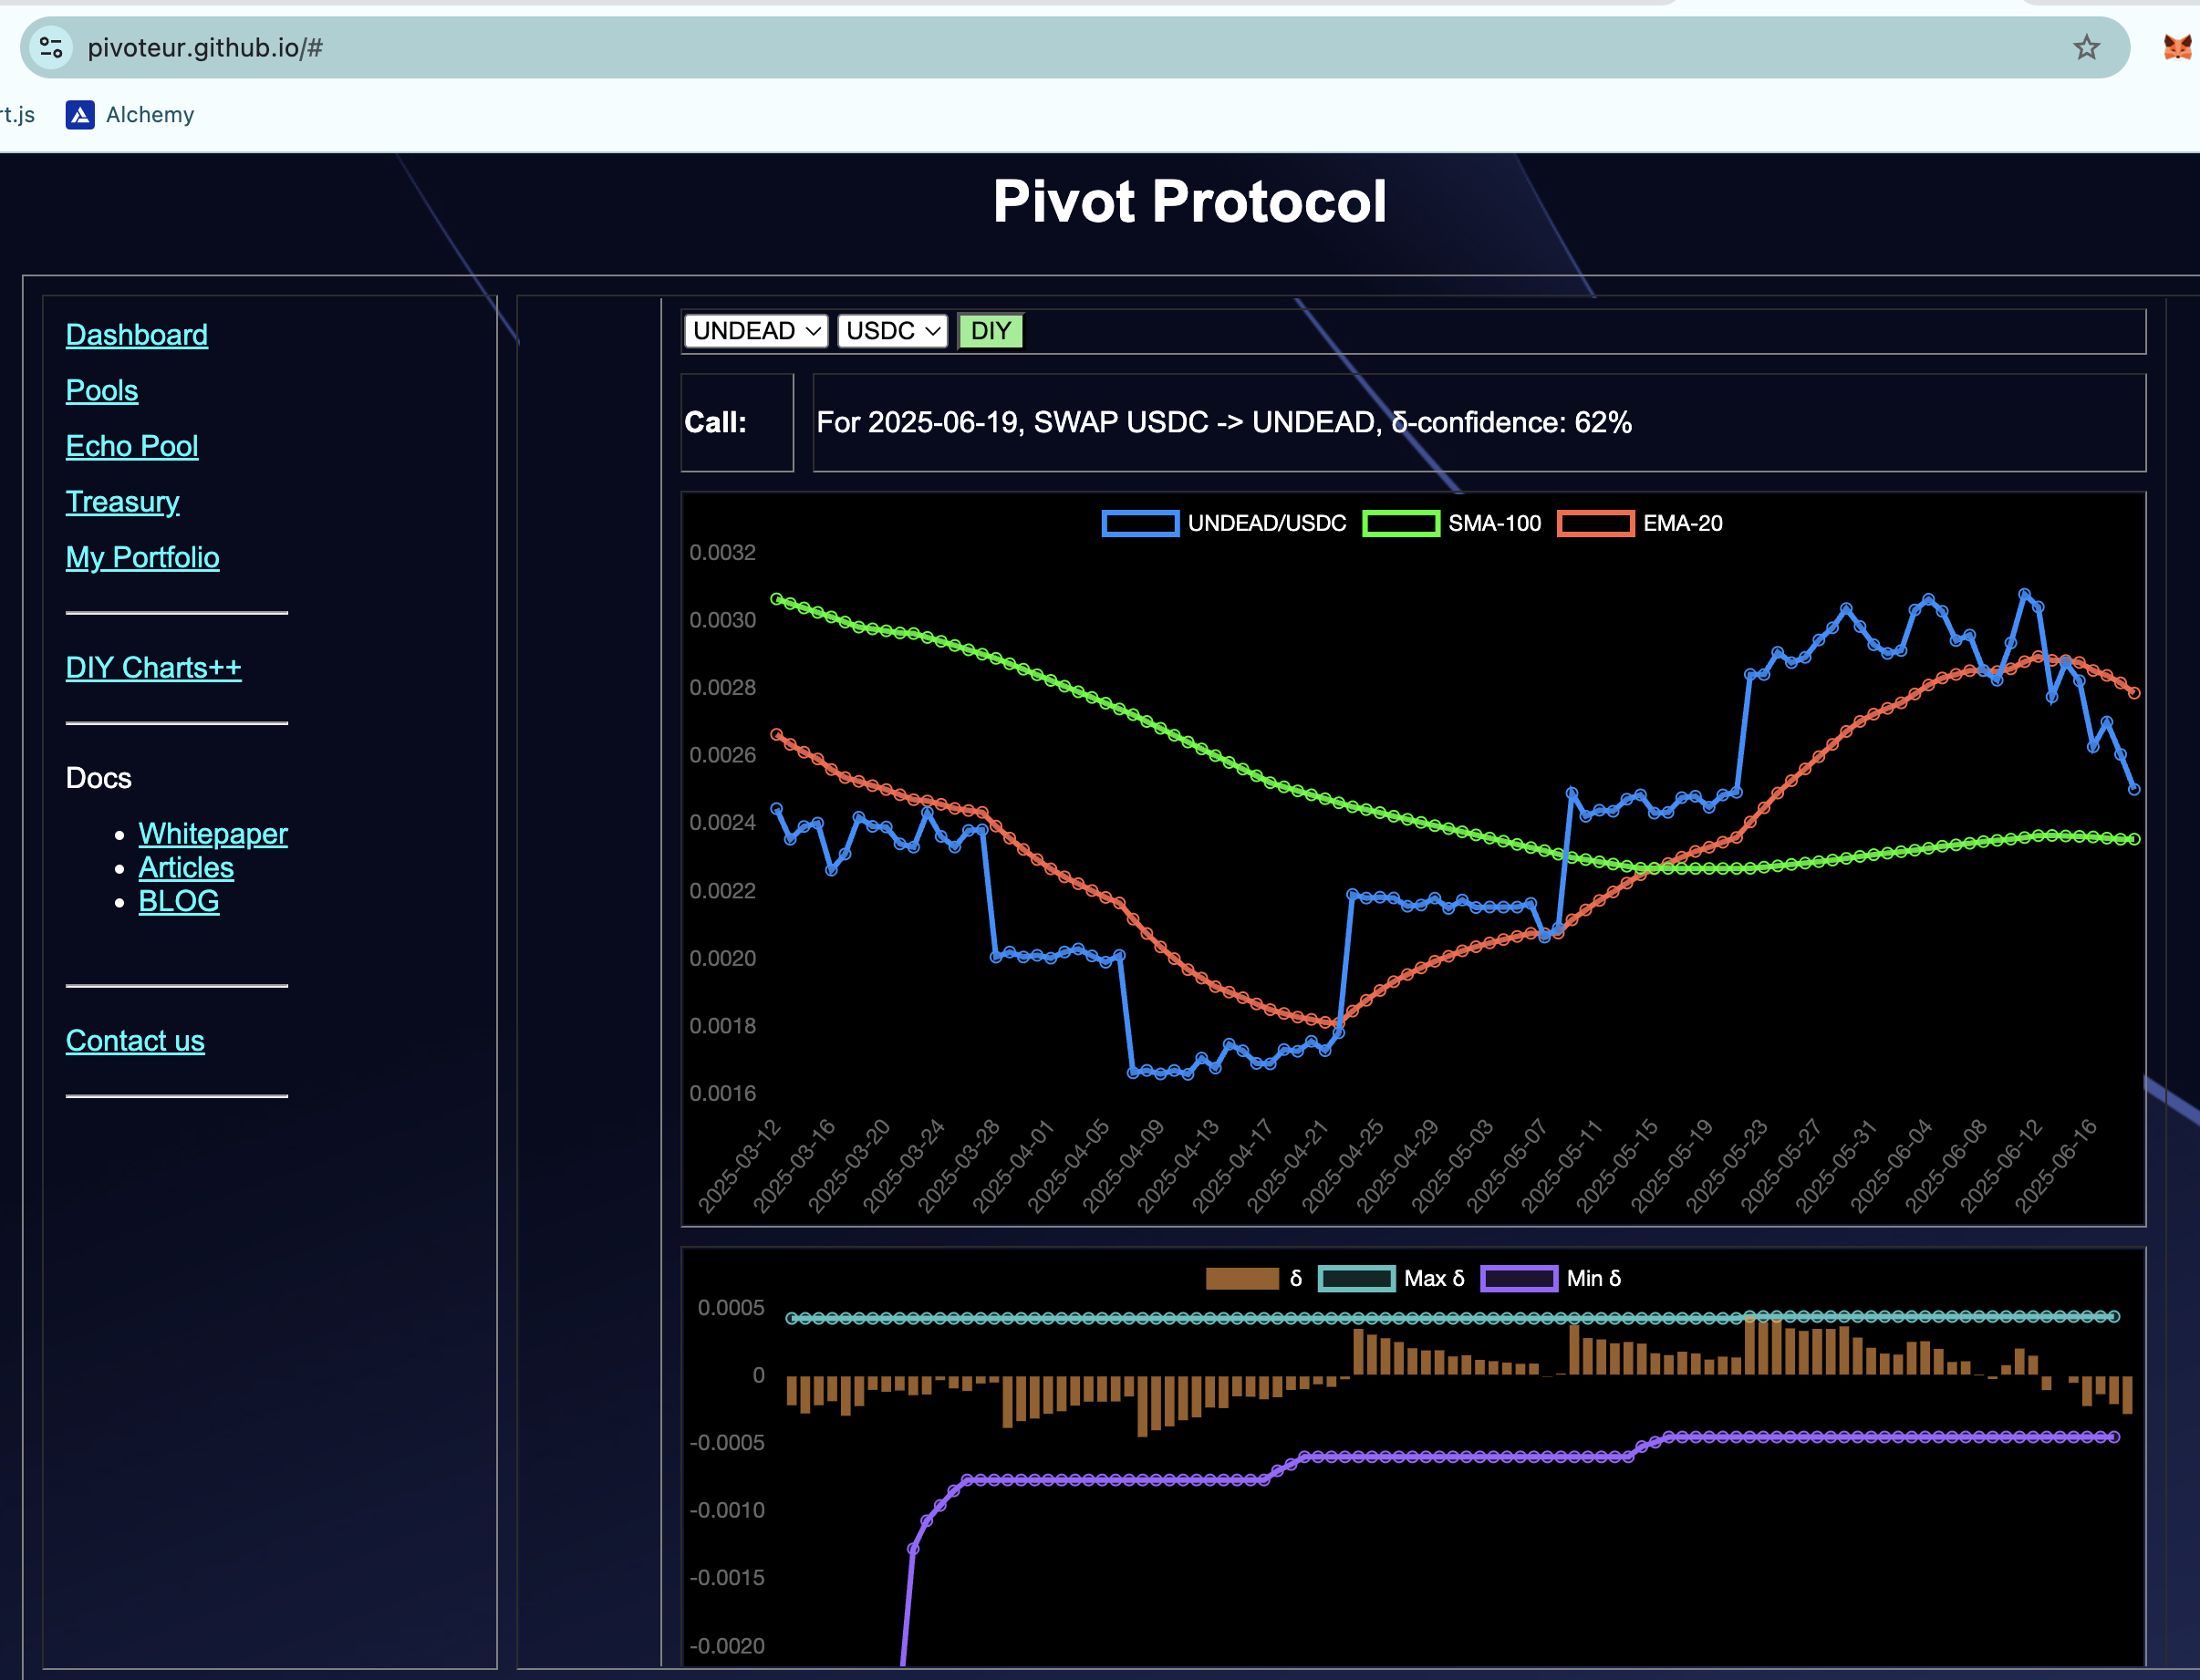 pivoteur.github.io/#
rt.js Alchemy
Pivot Protocol
Dashboard
Pools
Echo Pool
Treasury
My Portfolio
DIY Charts++
Docs
• Whitepaper
• Articles
• BLOG
Contact us
UNDEAD USDC DIY
Call: For 2025-06-19, SWAP USDC -> UNDEAD, δ-confidence: 62%
UNDEAD/USDC SMA-100 EMA-20
0.0032
0.0030
0.0028
0.0026
0.0024
0.0022
0.0020
0.0018
0.0016
2025-03-12
2025-03-16
2025-03-20
2025-03-24
2025-03-28
2025-04-01
2025-04-05
2025-04-09
2025-04-13
2025-04-17
2025-04-21
2025-04-25
2025-04-29
2025-05-03
2025-05-07
2025-05-11
2025-05-15
2025-05-19
2025-05-23
2025-05-27
2025-05-31
2025-06-04
2025-06-08
2025-06-12
2025-06-16
δ Max δ Min δ
0.0005
0
-0.0005
-0.0010
-0.0015
-0.0020